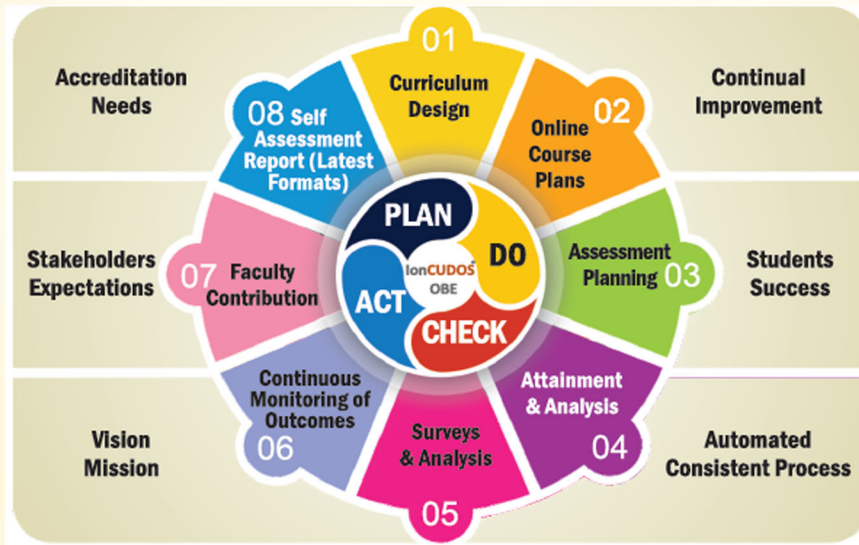 Accreditation
Needs
Stakeholders
Expectations
Vision
Mission
01
Curriculum
Design
02
Online
Course
Plans
Assessment
Planning
03
Attainment
& Analysis
04
Surveys
& Analysis
05
Continuous
Monitoring of
Outcomes
06
07
Faculty
Contribution
08 Self
Assessment
Report (Latest
Formats)
PLAN
DO
CHECK
ACT
IonCUDOS
OBE
Continual
Improvement
Students
Success
Automated
Consistent Process